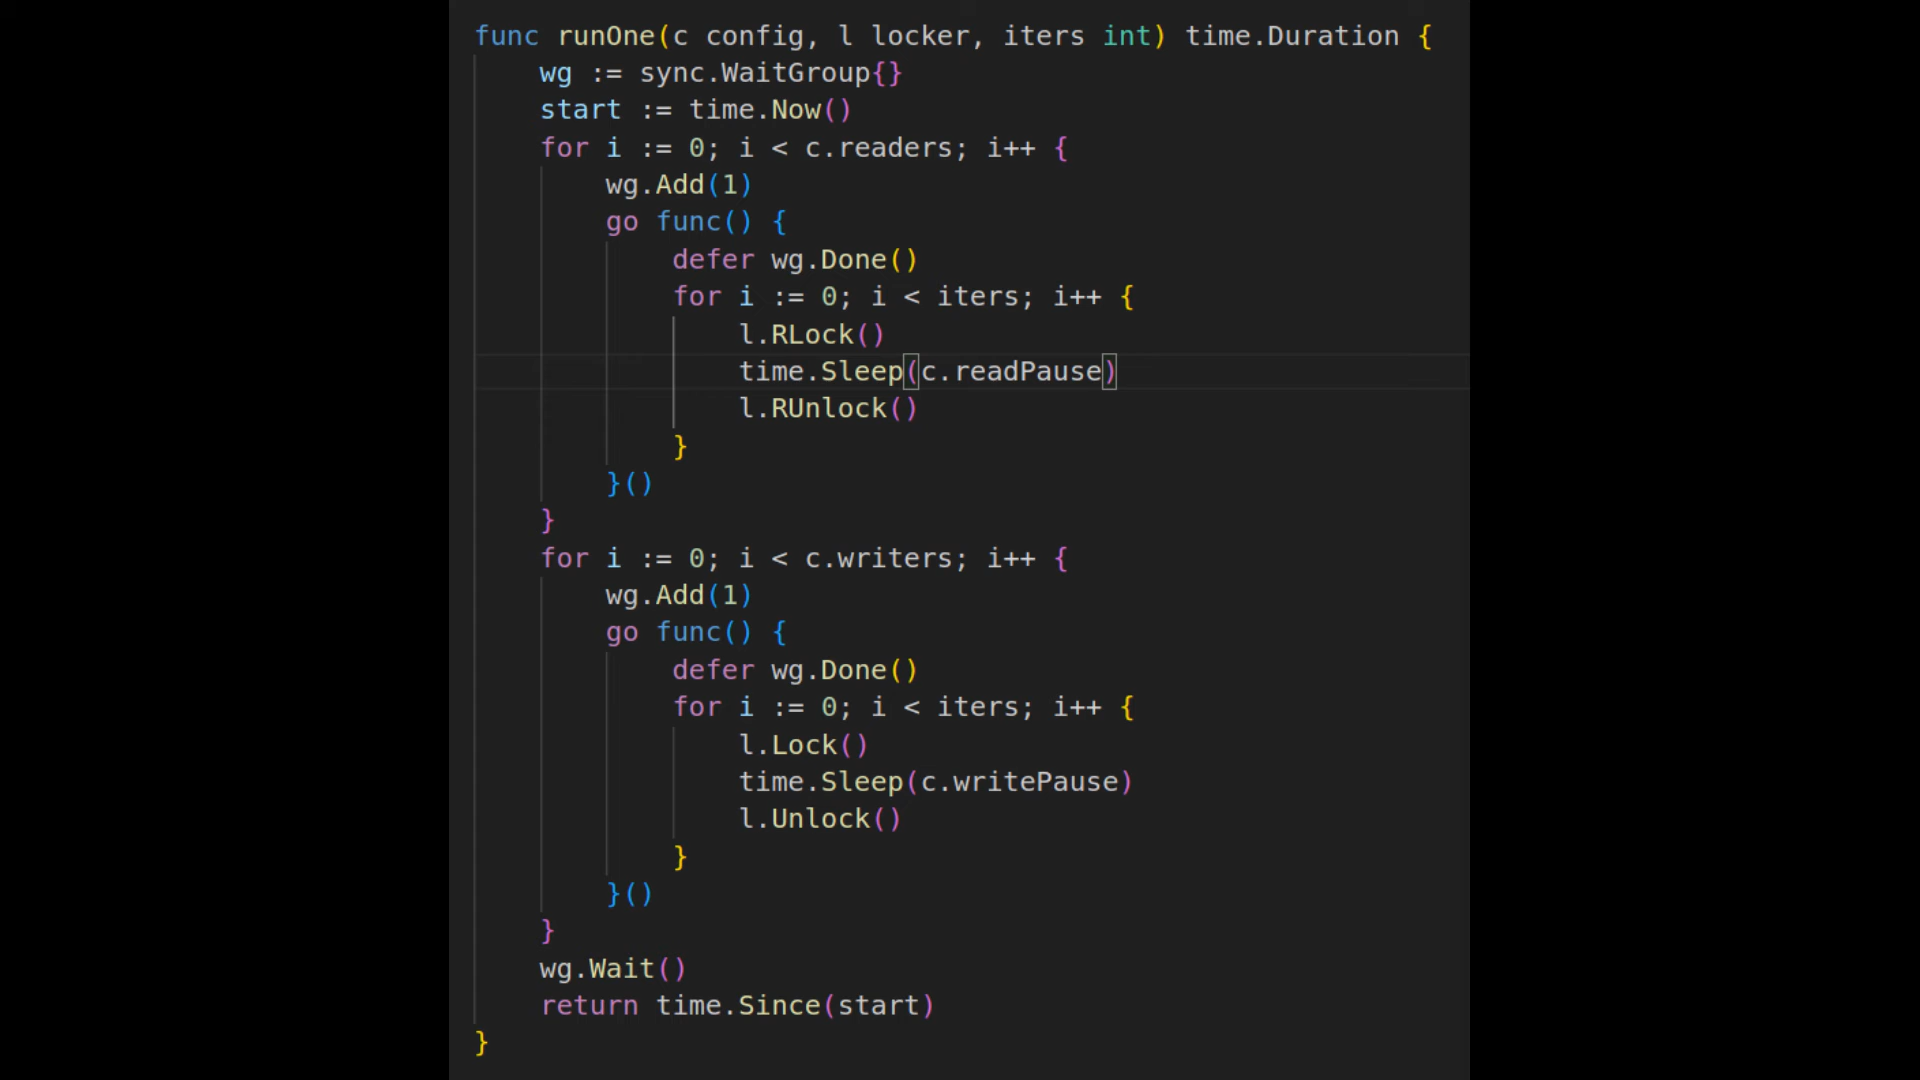 func runOne(c config, l locker, iters int) time.Duration {
    wg := sync.WaitGroup{}
    start := time.Now()
    for i := 0; i < c.readers; i++ {
        wg.Add(1)
        go func() {
            defer wg.Done()
            for i := 0; i < iters; i++ {
                l.RLock()
                time.Sleep(c.readPause)
                l.RUnlock()
            }
        }()
    }
    for i := 0; i < c.writers; i++ {
        wg.Add(1)
        go func() {
            defer wg.Done()
            for i := 0; i < iters; i++ {
                l.Lock()
                time.Sleep(c.writePause)
                l.Unlock()
            }
        }()
    }
    wg.Wait()
    return time.Since(start)
}